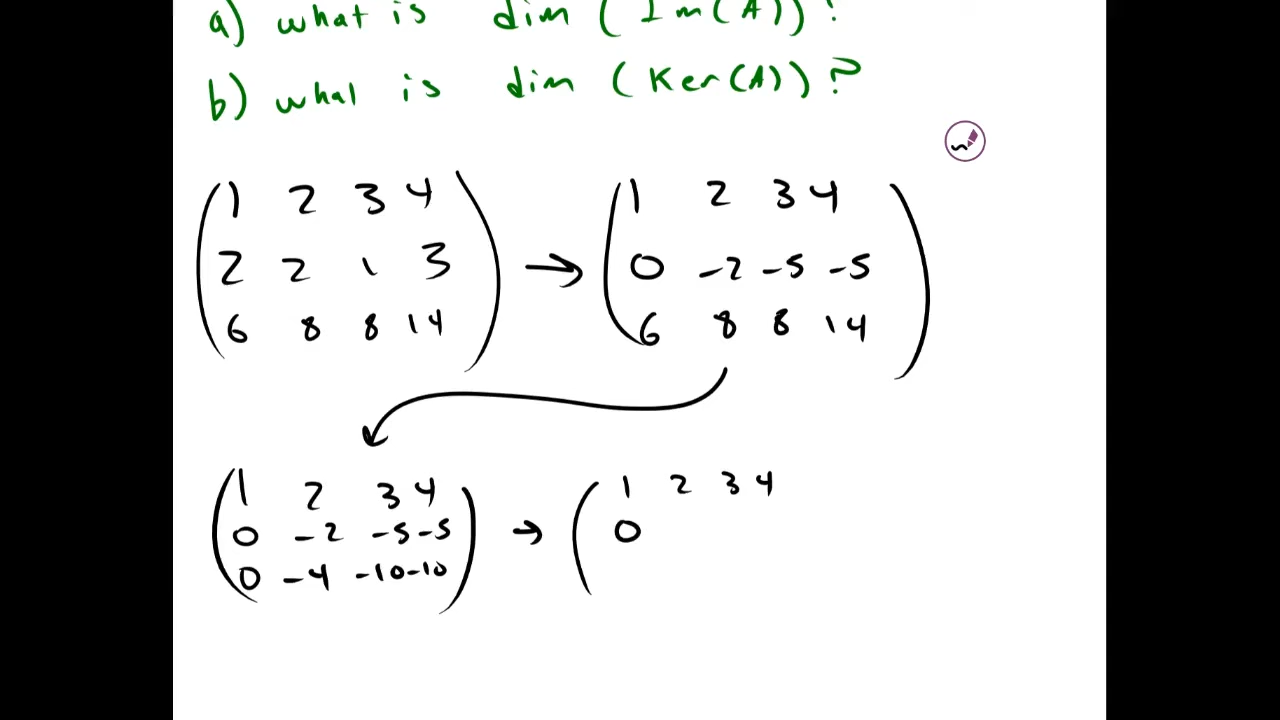 a) what is dim (Im(A))?
b) what is dim (Ker(A))?
1 2 3 4 → 1 2 3 4
2 2 1 3 0 -2 -5 -5
6 8 8 14 6 8 8 14
1 2 3 4 → 1 2 3 4
0 -2 -5 -5 0
0 -4 -10 -10